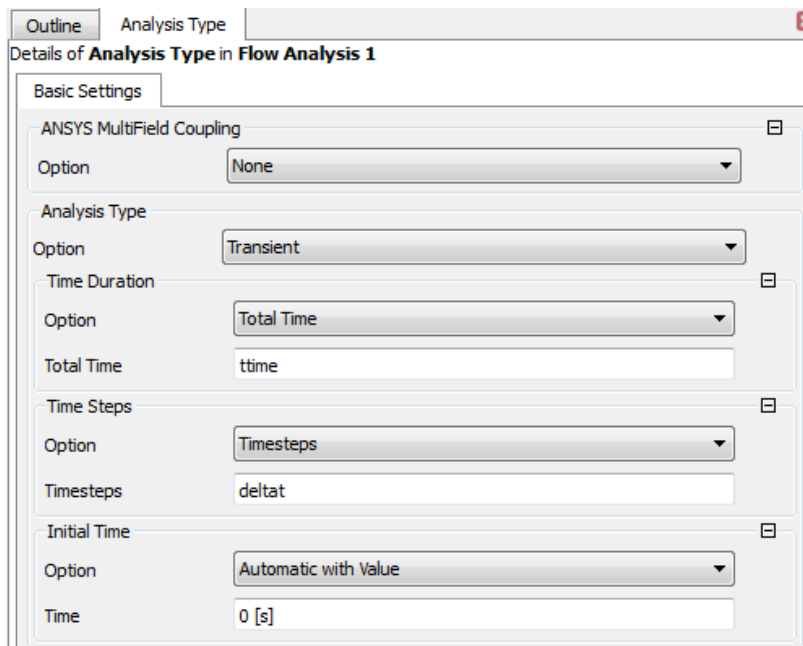 Outline
Analysis Type
Details of Analysis Type in Flow Analysis 1
Basic Settings
ANSYS MultiField Coupling
Option None
Analysis Type
Option Transient
Time Duration
Option Total Time
Total Time ttime
Time Steps
Option Timesteps
Timesteps deltat
Initial Time
Option Automatic with Value
Time 0 [s]